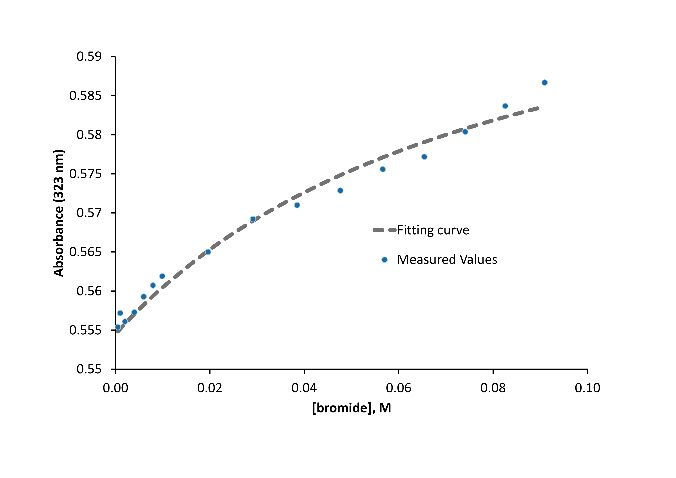 0.59
0.585
0.58
0.575
0.57
0.565
0.56
0.555
0.55
Absorbance (323 nm)
Fitting curve
Measured Values
0.00 0.02 0.04 0.06 0.08 0.10
[bromide], M